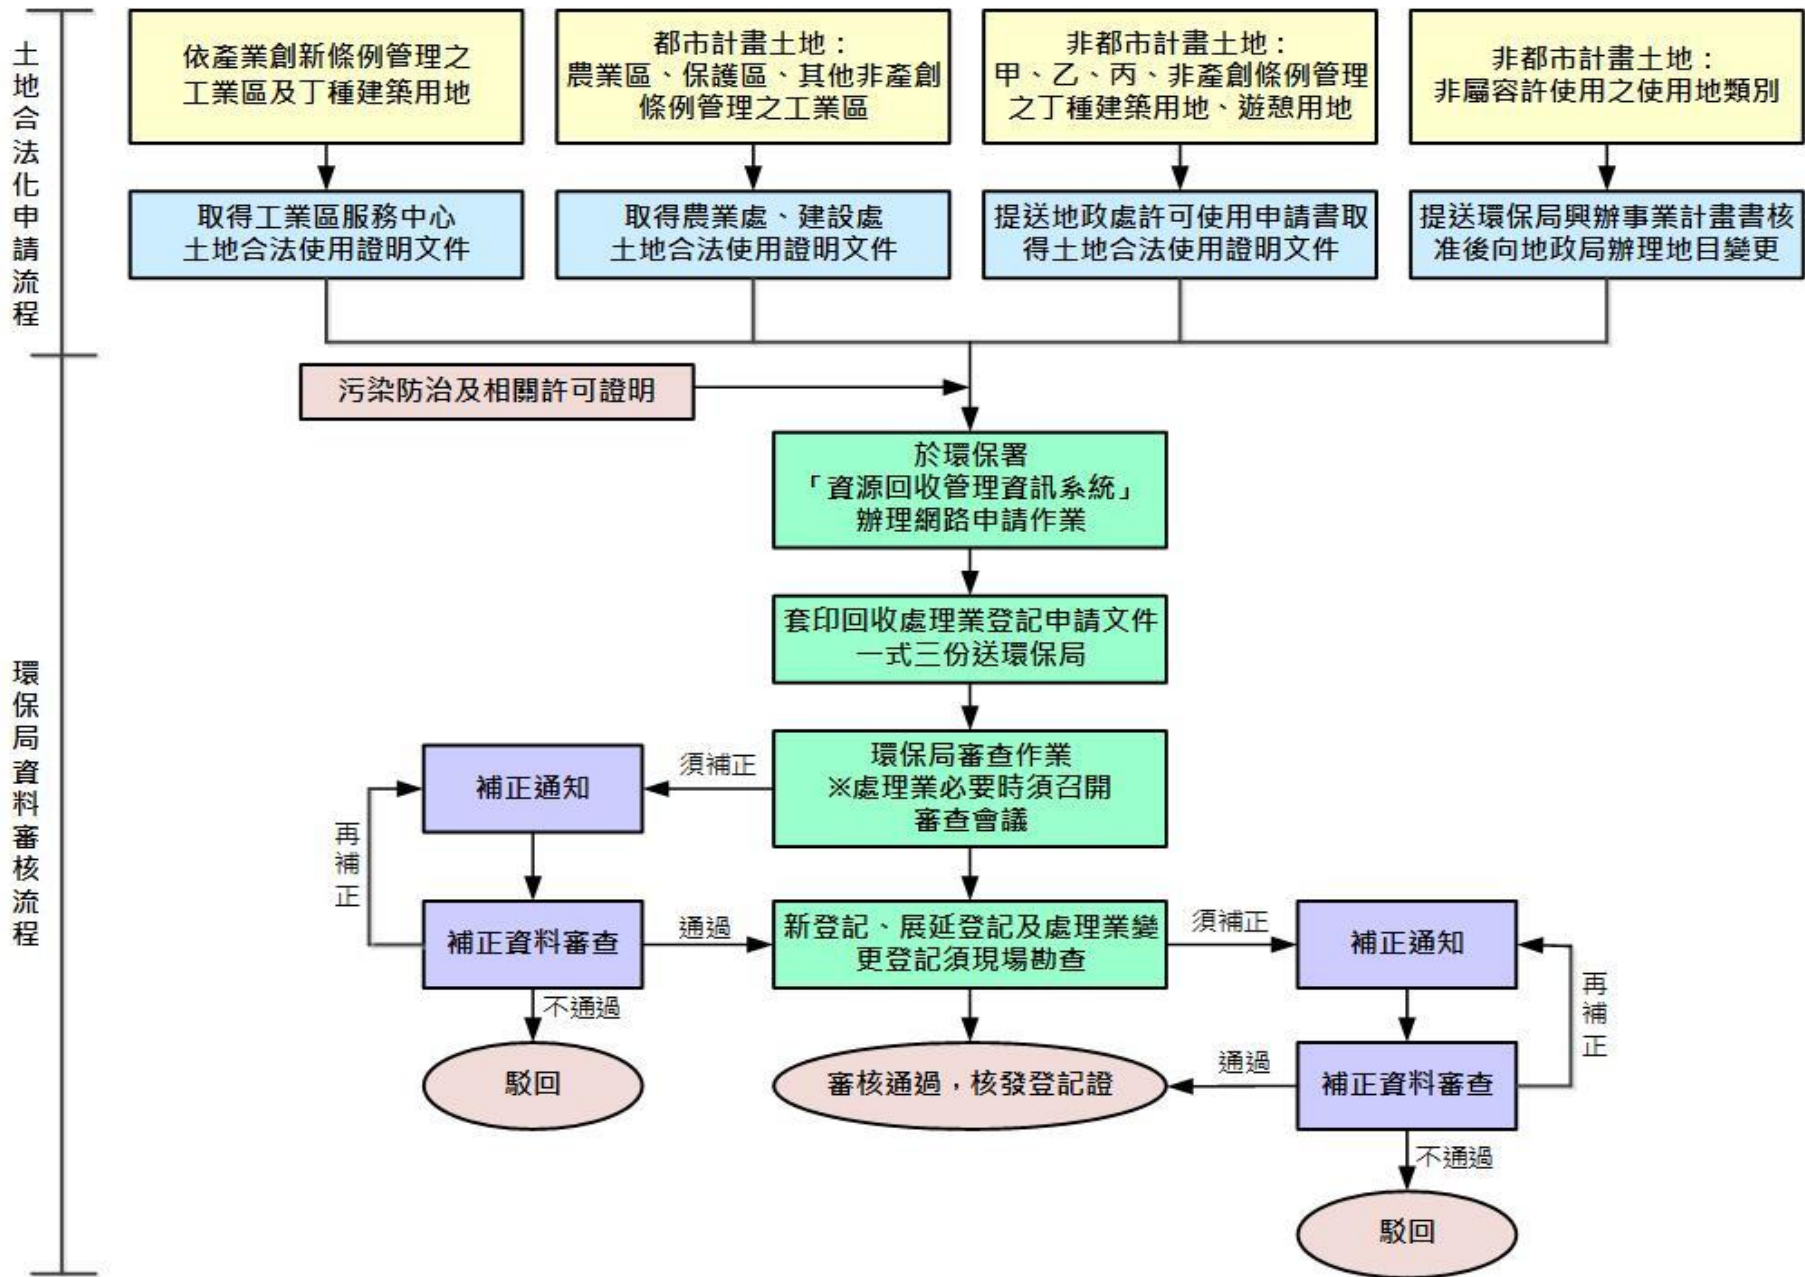 土地合法化申請流程
依產業創新條例管理之
工業區及丁種建築用地
都市計畫土地：
農業區、保護區、其他非產創
條例管理之工業區
非都市計畫土地：
甲、乙、丙、非產創條例管理
之丁種建築用地、遊憩用地
非都市計畫土地：
非屬容許使用之使用地類別
取得工業區服務中心
土地合法使用證明文件
取得農業處、建設處
土地合法使用證明文件
提送地政處許可使用申請書取
得土地合法使用證明文件
提送環保局興辦事業計畫書核
准後向地政局辦理地目變更
環保局資料審核流程
污染防治及相關許可證明
於環保署
「資源回收管理資訊系統」
辦理網路申請作業
套印回收處理業登記申請文件
一式三份送環保局
環保局審查作業
※處理業必要時須召開
審查會議
須補正
補正通知
再補正
補正資料審查
通過
新登記、展延登記及處理業變
更登記須現場勘查
須補正
補正通知
再補正
不通過
駁回
審核通過，核發登記證
通過
補正資料審查
不通過
駁回